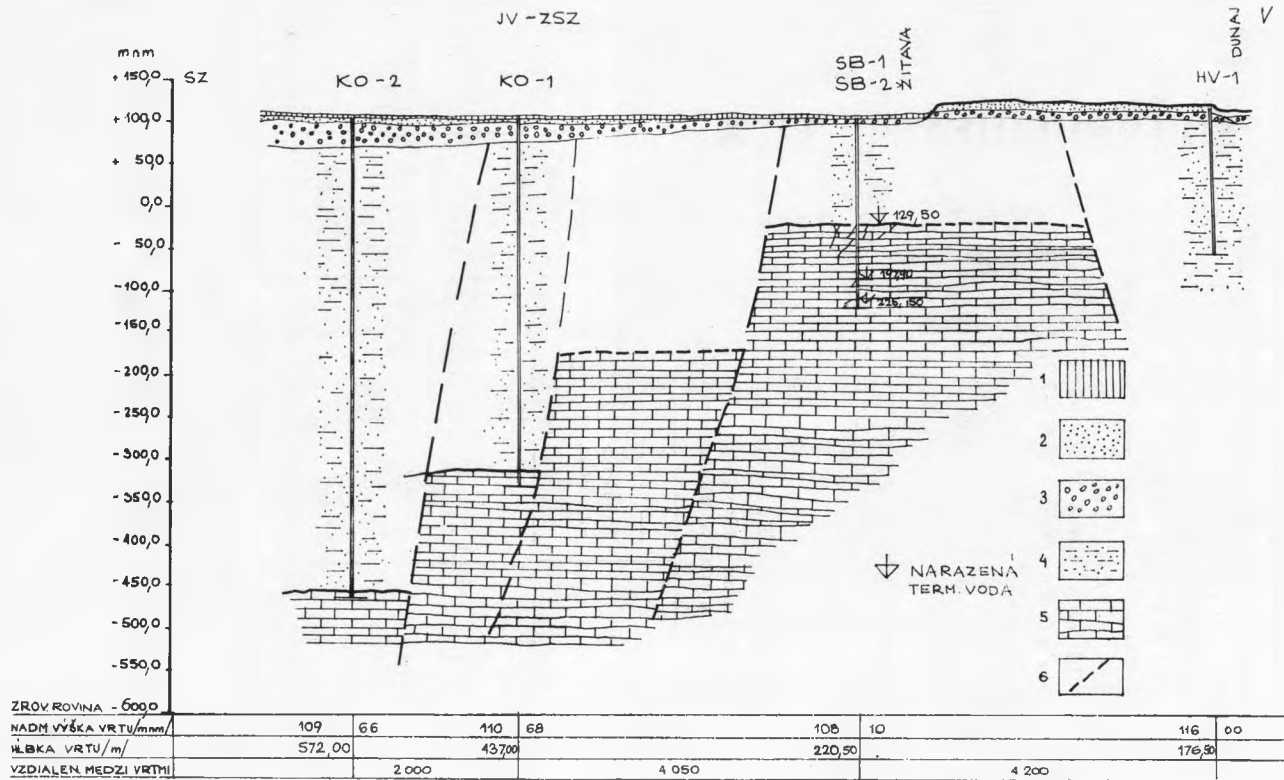 JV - ZSZ
V
DUNAJ
ŽITAVA
mnm
+ 150,0
SZ
KO-2
KO-1
SB-1
SB-2
HV-1
+ 100,0
+ 50,0
0,0
- 50,0
-100,0
-150,0
-200,0
-250,0
-300,0
-350,0
-400,0
-450,0
-500,0
-550,0
-600,0
129,50
197,90
1
2
3
4
5
6
NARAZENÁ
TERM. VODA
ZROV. ROVINA
NADM VÝŠKA VRTU/mnm/ 109 66 110 68 108 10 116 00
HĹBKA VRTU/m/ 572,00 437,00 220,50 176,50
VZDIALEN. MEDZI VRTMI 2 000 4 050 4 200